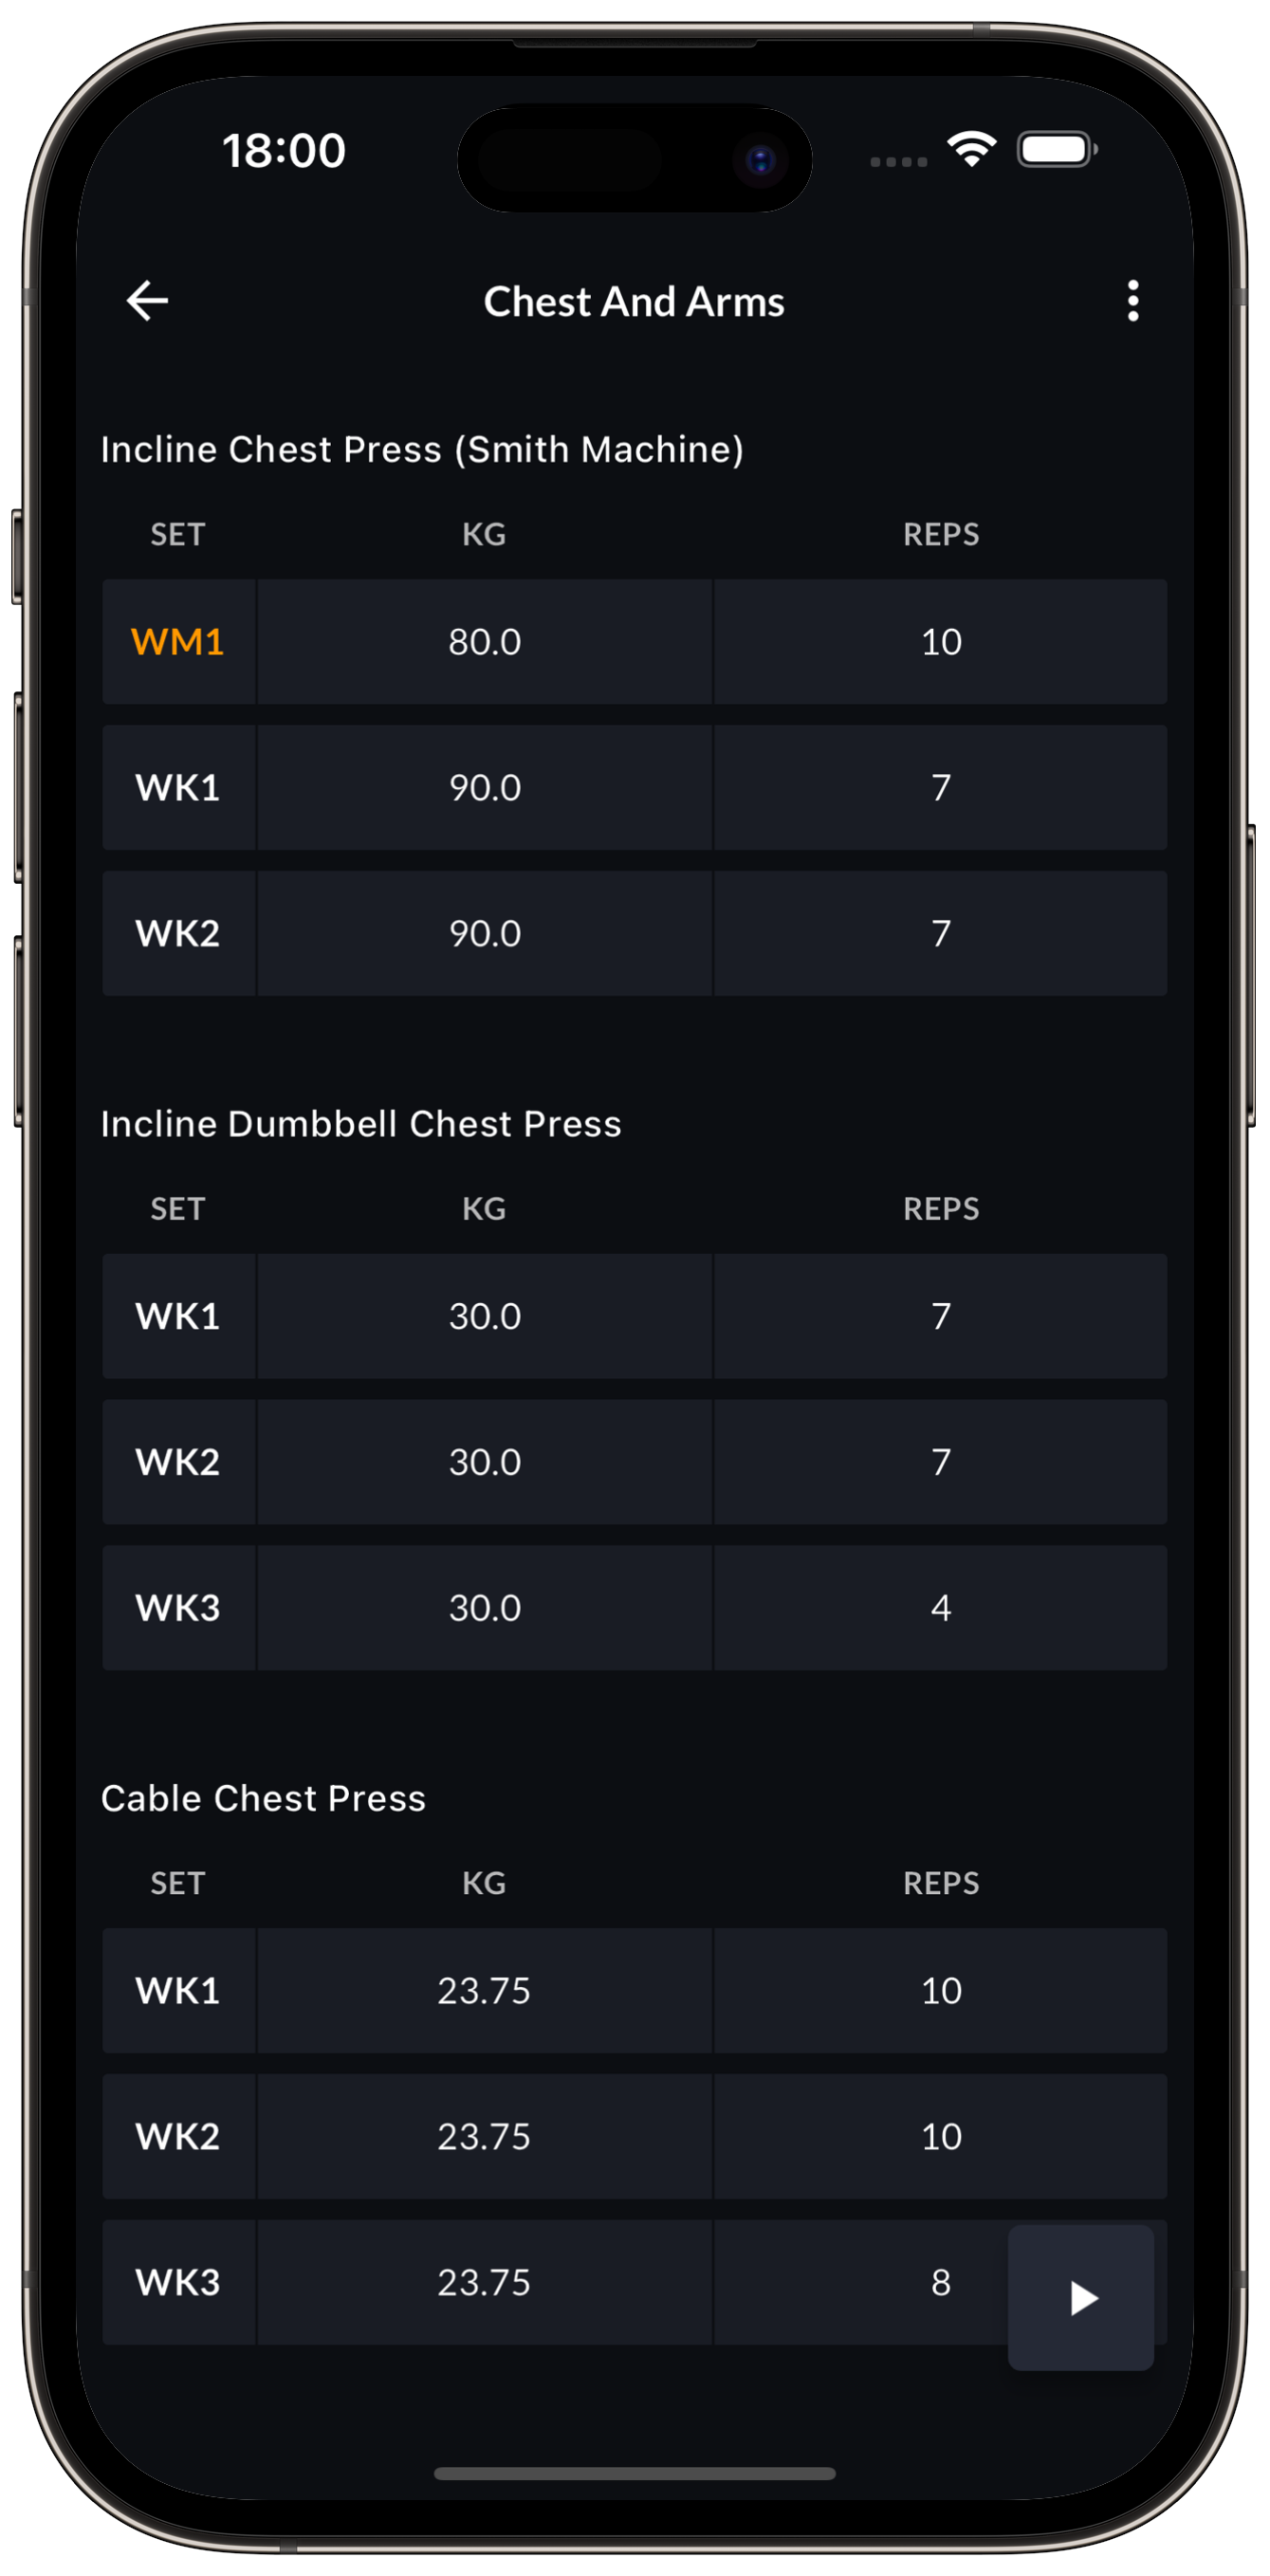 18:00
Chest And Arms
Incline Chest Press (Smith Machine)
SET KG REPS
WM1 80.0 10
WK1 90.0 7
WK2 90.0 7
Incline Dumbbell Chest Press
SET KG REPS
WK1 30.0 7
WK2 30.0 7
WK3 30.0 4
Cable Chest Press
SET KG REPS
WK1 23.75 10
WK2 23.75 10
WK3 23.75 8